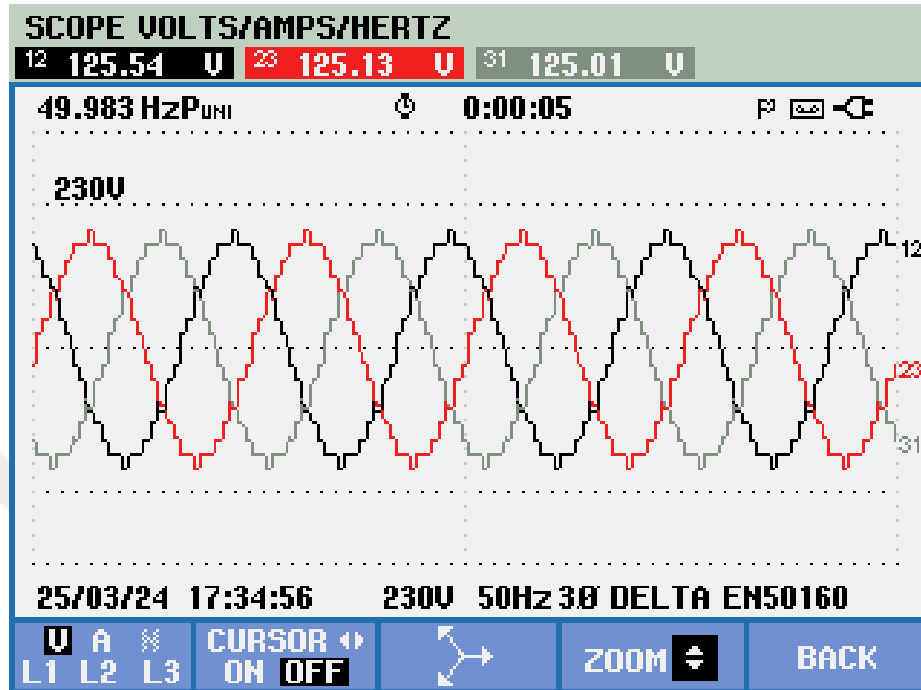 SCOPE VOLTS/AMPS/HERTZ
12 125.54 V 23 125.13 V 31 125.01 V
49.983 HzPUNI 0:00:05
230V
12
23
31
25/03/24 17:34:56 230V 50Hz 3Ø DELTA EN50160
V A
L1 L2 L3
CURSOR
ON OFF
ZOOM
BACK